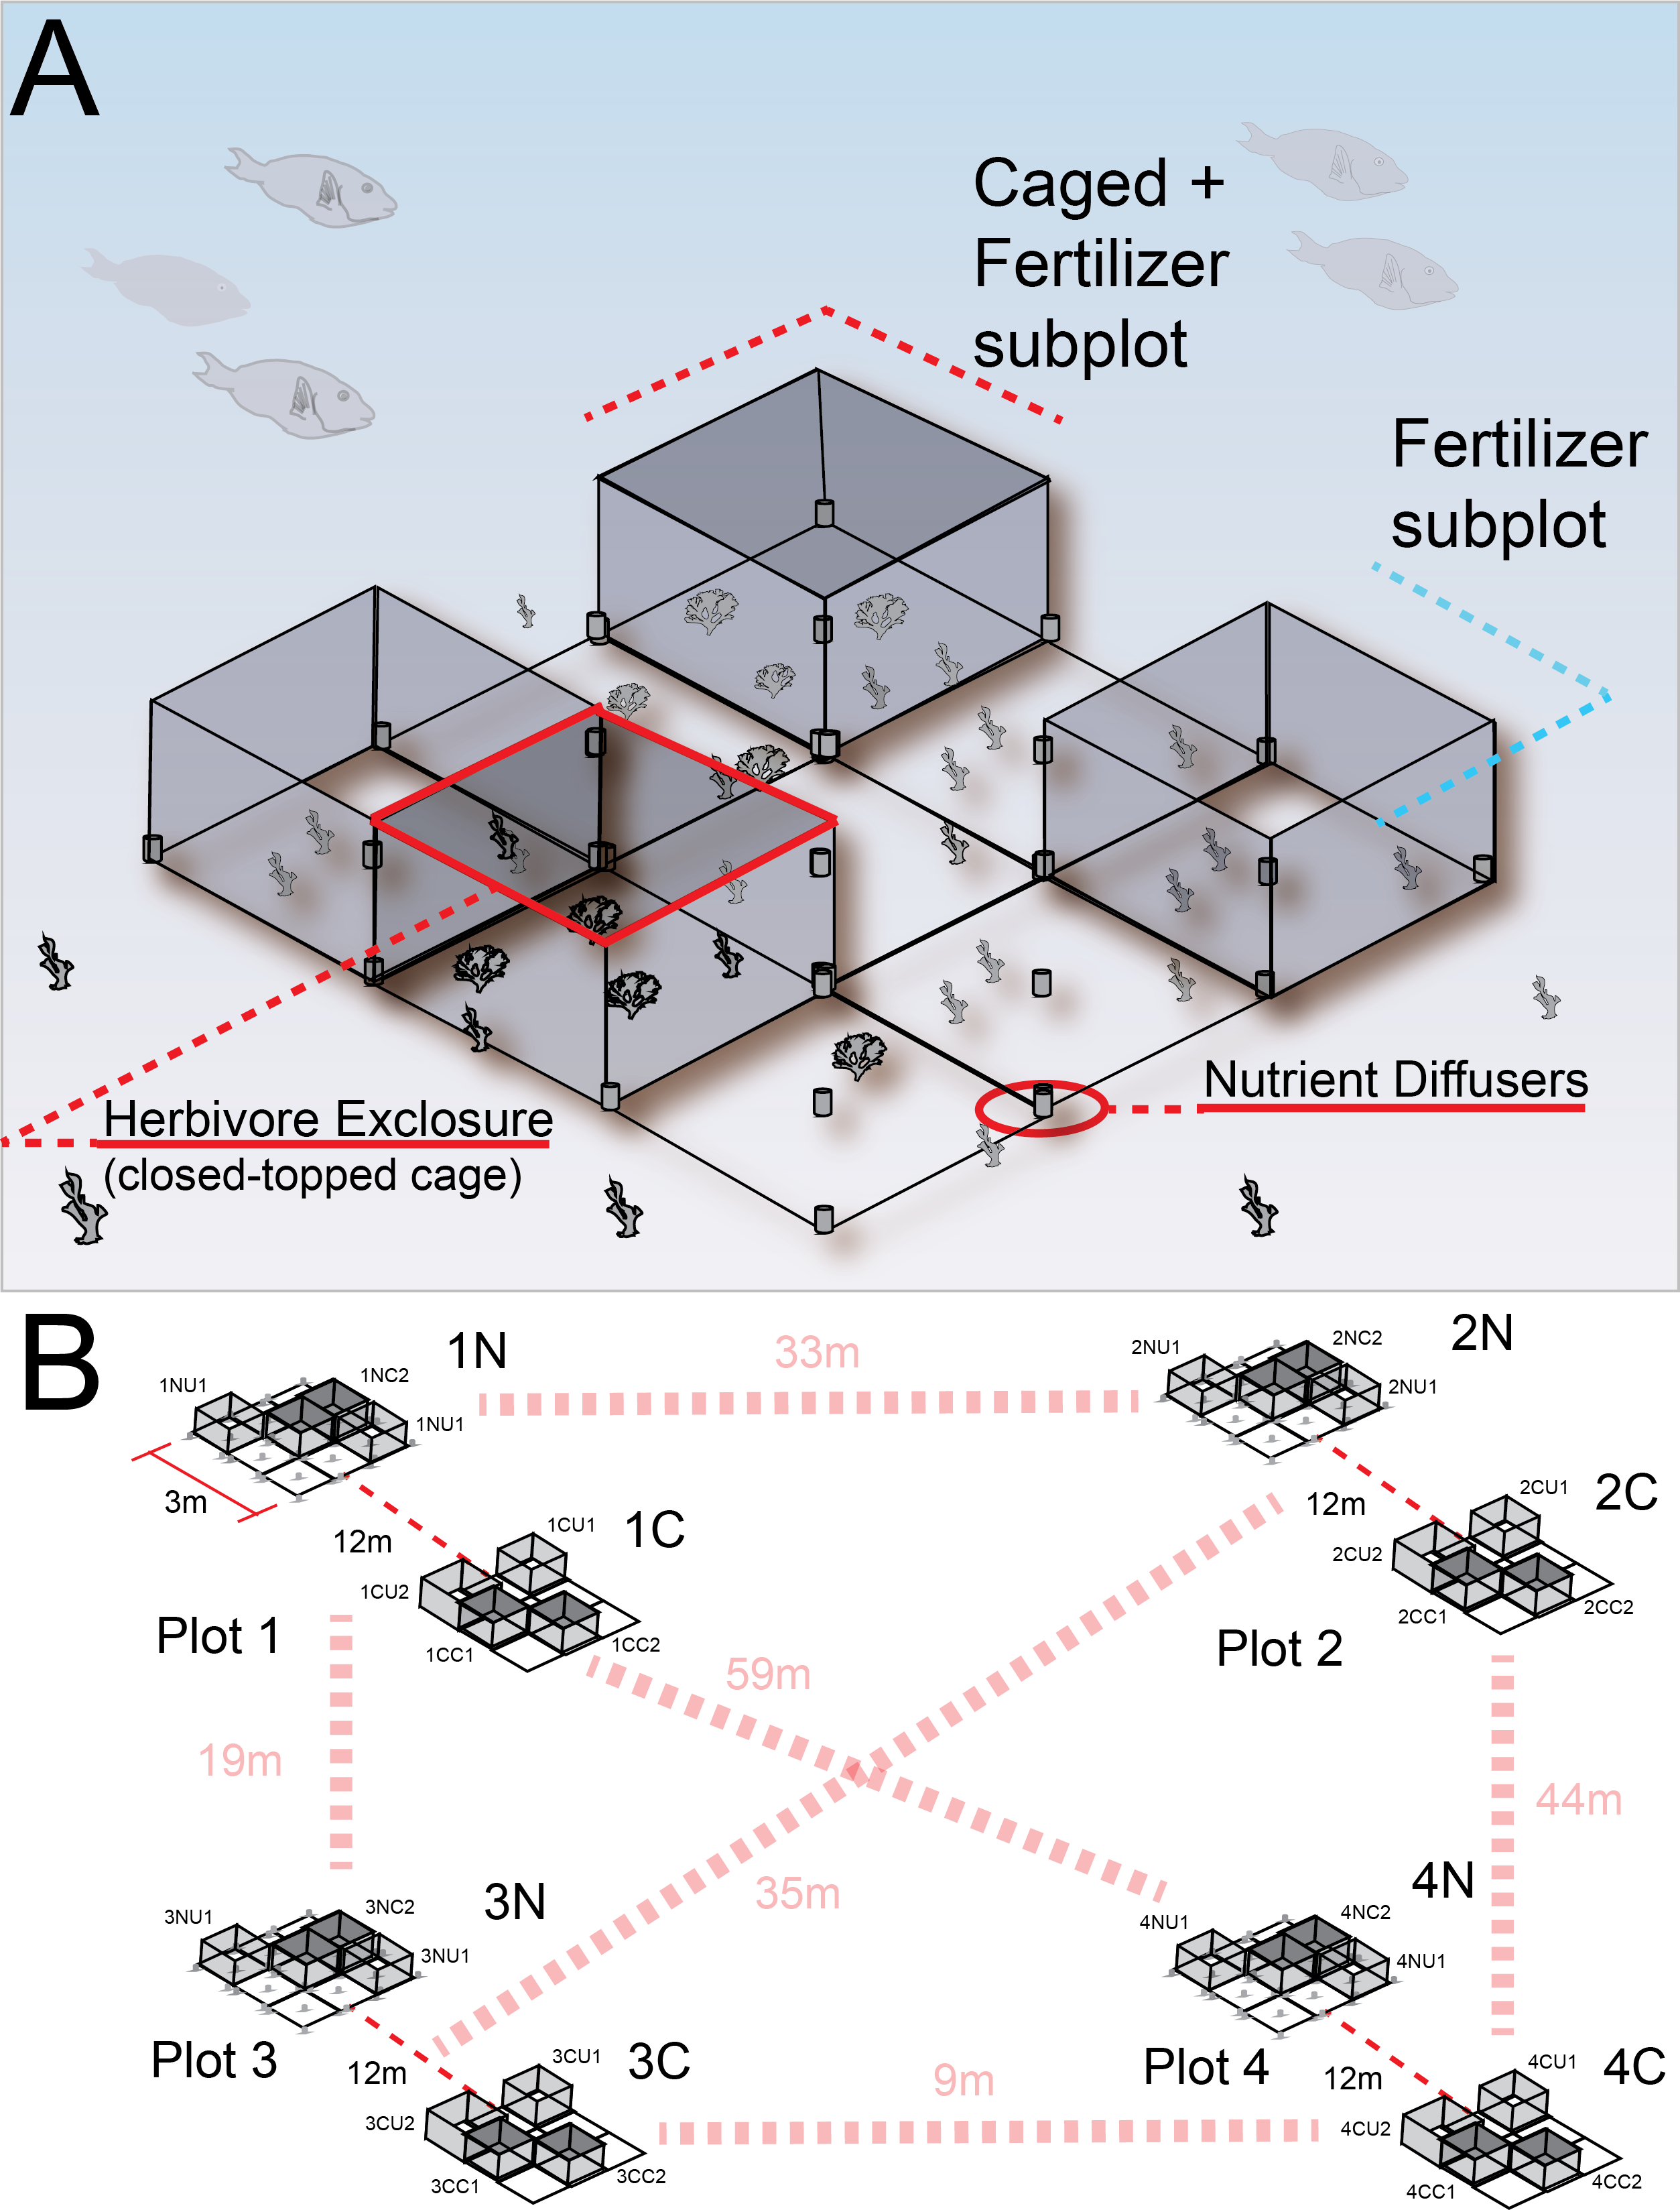 A
Caged +
Fertilizer
subplot
Fertilizer
subplot
Nutrient Diffusers
Herbivore Exclosure
(closed-topped cage)
B
1N
33m
2N
1NU1
1NC2
1NU1
2NU1
2NC2
2NU1
3m
12m
1C
1CU1
1CU2
1CC1
1CC2
12m
2C
2CU1
2CU2
2CC1
2CC2
Plot 1
Plot 2
59m
19m
44m
35m
3N
4N
3NU1
3NC2
3NU1
4NU1
4NC2
4NU1
Plot 3
12m
3C
3CU1
3CU2
3CC1
3CC2
9m
Plot 4
12m
4C
4CU1
4CU2
4CC1
4CC2